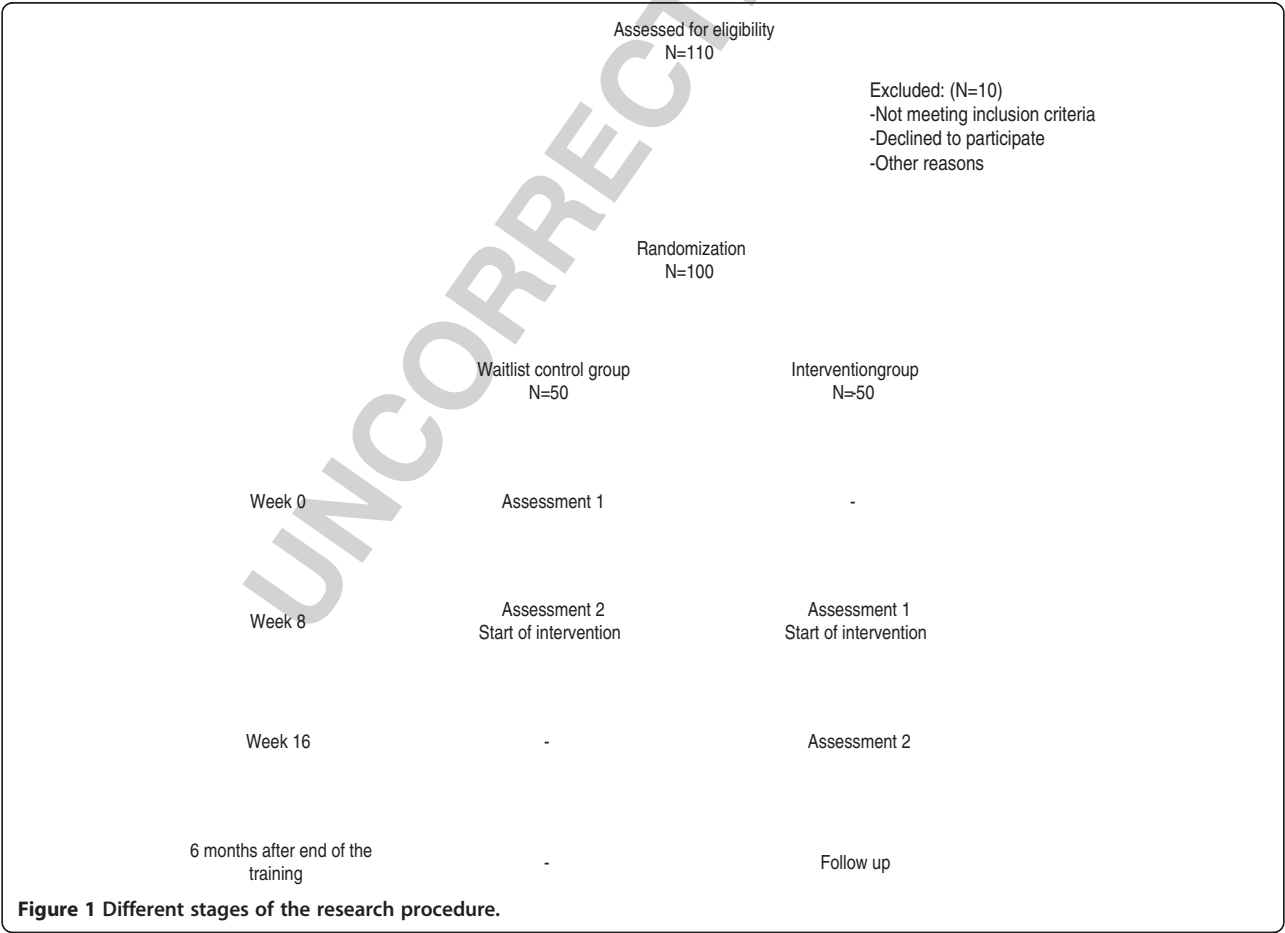 Assessed for eligibility
N=110
Excluded: (N=10)
-Not meeting inclusion criteria
-Declined to participate
-Other reasons
Randomization
N=100
Waitlist control group
N=50
Interventiongroup
N=50
Week 0
Assessment 1
-
Week 8
Assessment 2
Start of intervention
Assessment 1
Start of intervention
Week 16
-
Assessment 2
6 months after end of the
training
-
Follow up
Figure 1 Different stages of the research procedure.
UNCORRECT